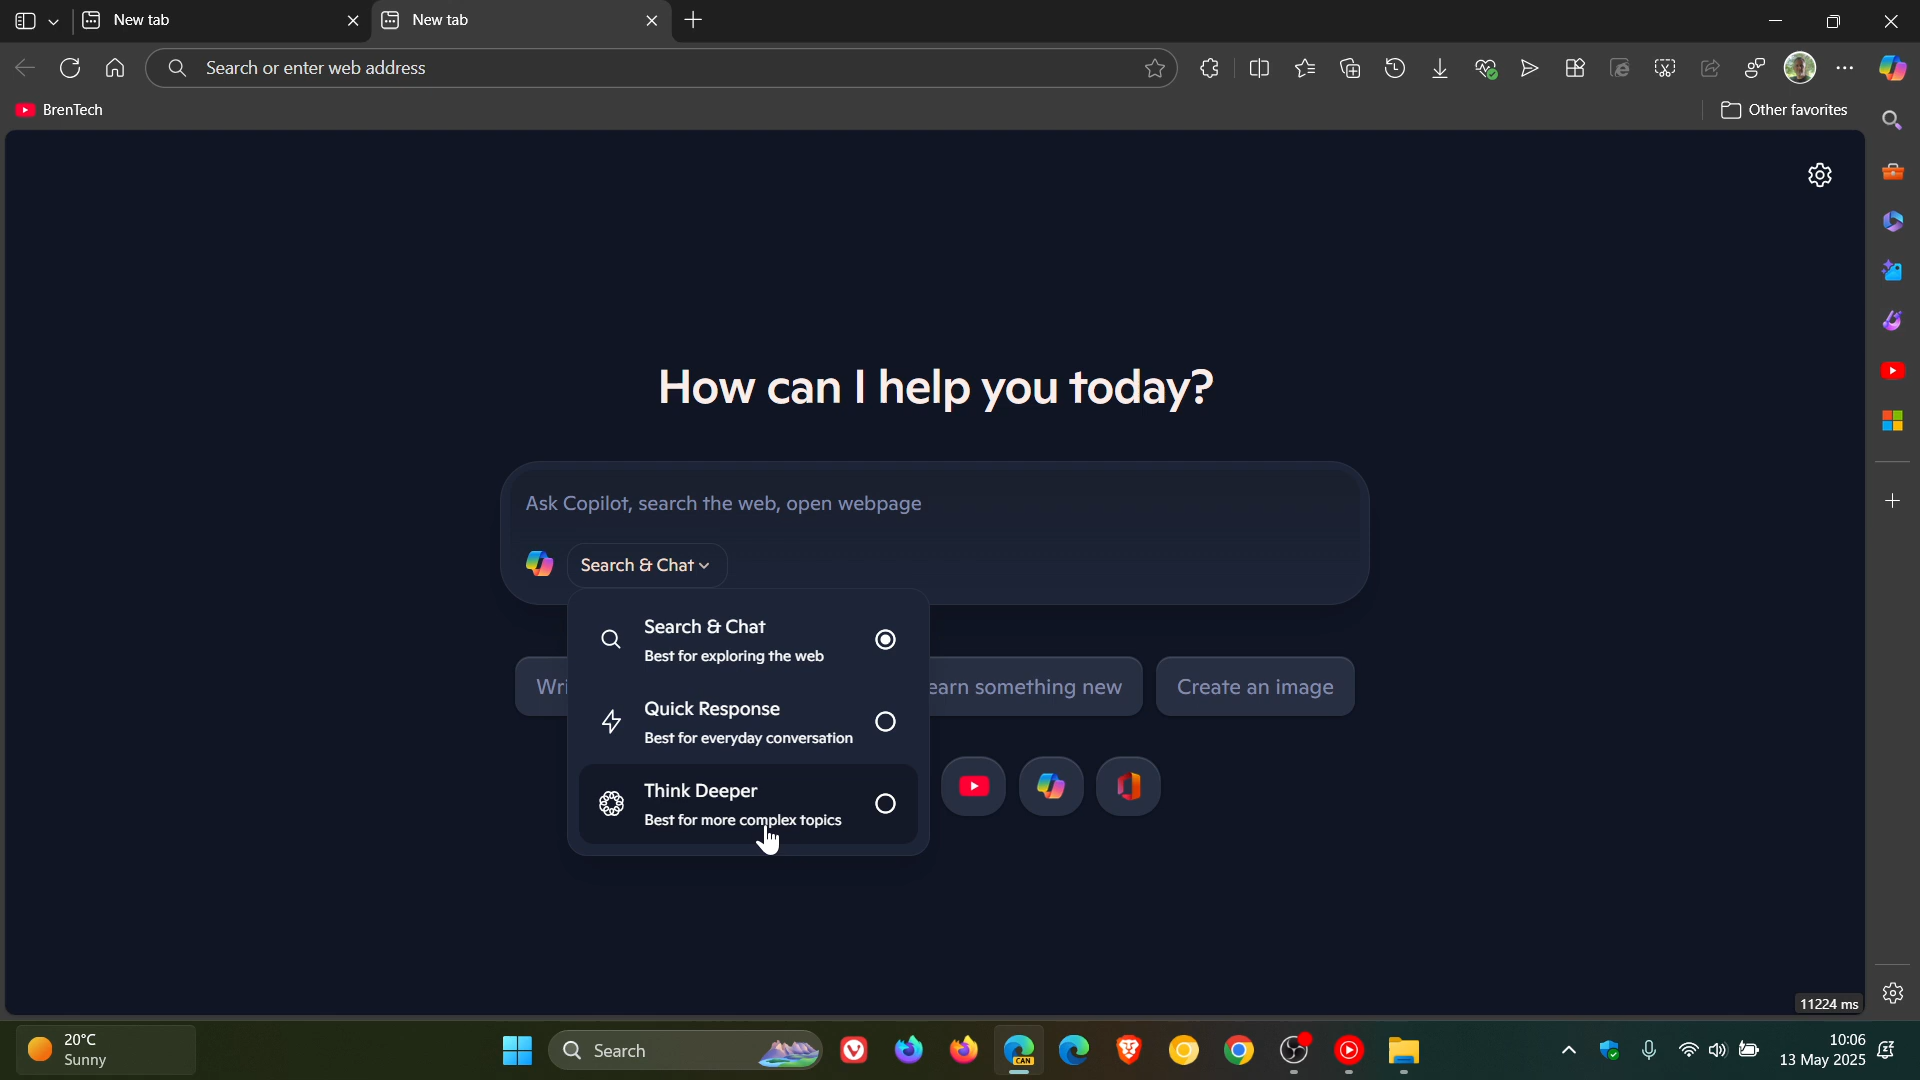 New tab
New tab
Search or enter web address
BrenTech
Other favorites
How can I help you today?
Ask Copilot, search the web, open webpage
Search & Chat
Search & Chat
Best for exploring the web
Quick Response
Best for everyday conversation
Think Deeper
Best for more complex topics
Wri
earn something new
Create an image
11224 ms
20°C
Sunny
Search
CAN
10:06
13 May 2025